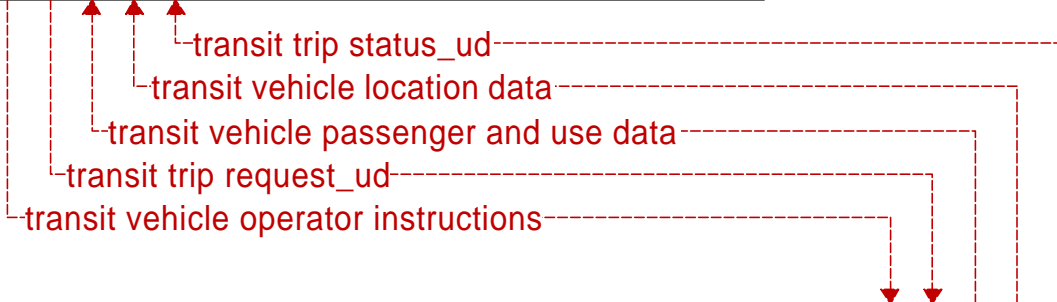 transit trip status_ud
transit vehicle location data
transit vehicle passenger and use data
transit trip request_ud
transit vehicle operator instructions